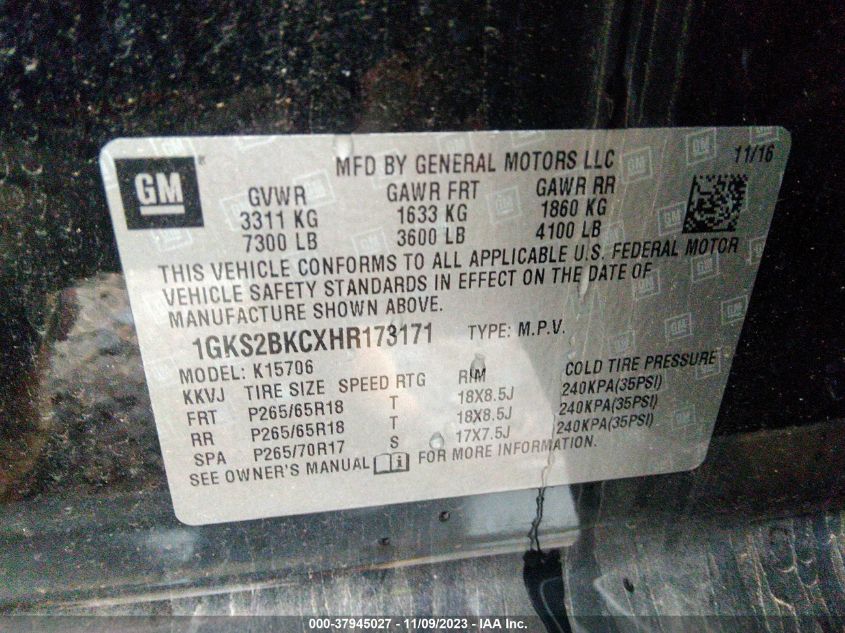 GM
MFD BY GENERAL MOTORS LLC
11/16
GVWR GAWR FRT GAWR RR
3311 KG 1633 KG 1860 KG
7300 LB 3600 LB 4100 LB
THIS VEHICLE CONFORMS TO ALL APPLICABLE U.S. FEDERAL MOTOR
VEHICLE SAFETY STANDARDS IN EFFECT ON THE DATE OF
MANUFACTURE SHOWN ABOVE.
1GKS2BKCXHR173171 TYPE: M.P.V.
MODEL: K15706
KKVJ TIRE SIZE SPEED RTG RIM COLD TIRE PRESSURE
FRT P265/65R18 T 18X8.5J 240KPA(35PSI)
RR P265/65R18 T 18X8.5J 240KPA(35PSI)
SPA P265/70R17 S 17X7.5J 240KPA(35PSI)
SEE OWNER'S MANUAL FOR MORE INFORMATION.
000-37945027 - 11/09/2023 - IAA Inc.